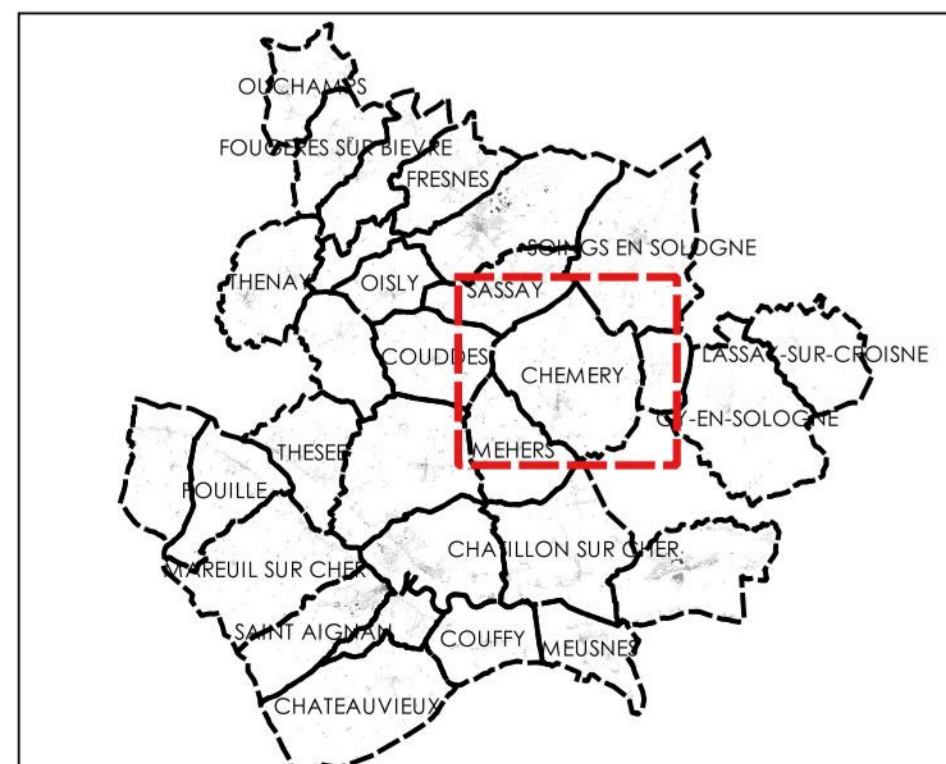 OUCHAMPS
FOUGERES SUR BIEVRE
FRESNES
SOINGS EN SOLOGNE
THENAY
OISLY
SASSAY
COUDDES
CHEMERY
LASSAY-SUR-CROISNE
GY-EN-SOLOGNE
THESEE
MEHERS
POUILLE
CHATILLON SUR CHER
MAREUIL SUR CHER
SAINT AIGNAN
COUFFY
MEUSNES
CHATEAUVIEUX